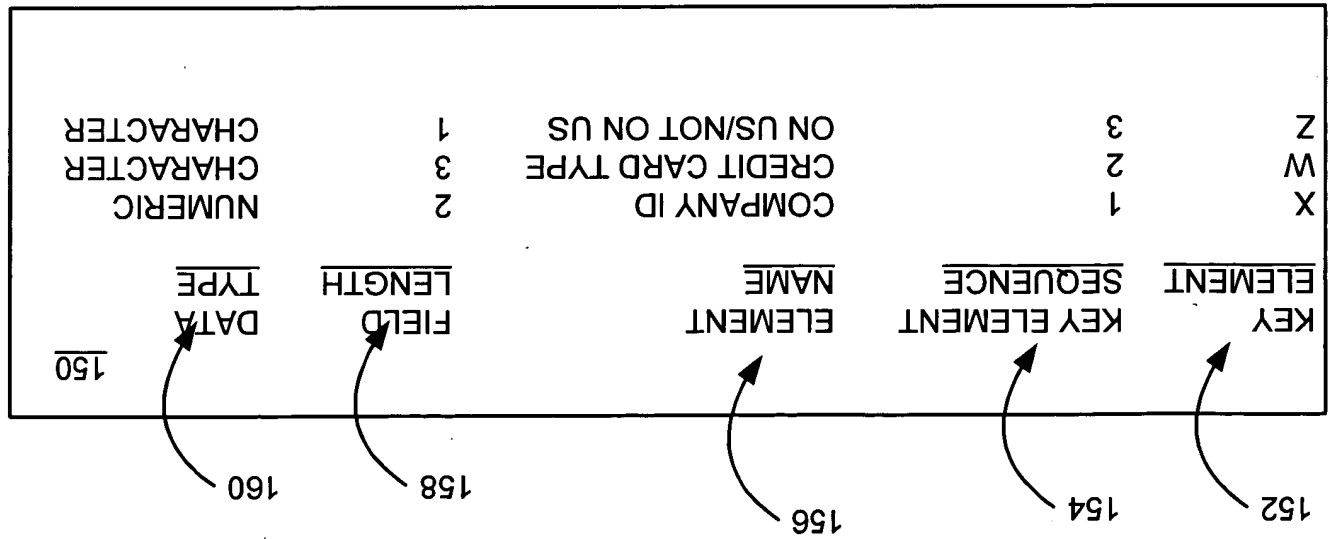 152 154 156 158 160
150
KEY KEY ELEMENT ELEMENT FIELD DATA
ELEMENT SEQUENCE NAME LENGTH TYPE
X 1 COMPANY ID 2 NUMERIC
W 2 CREDIT CARD TYPE 3 CHARACTER
Z 3 ON US/NOT ON US 1 CHARACTER